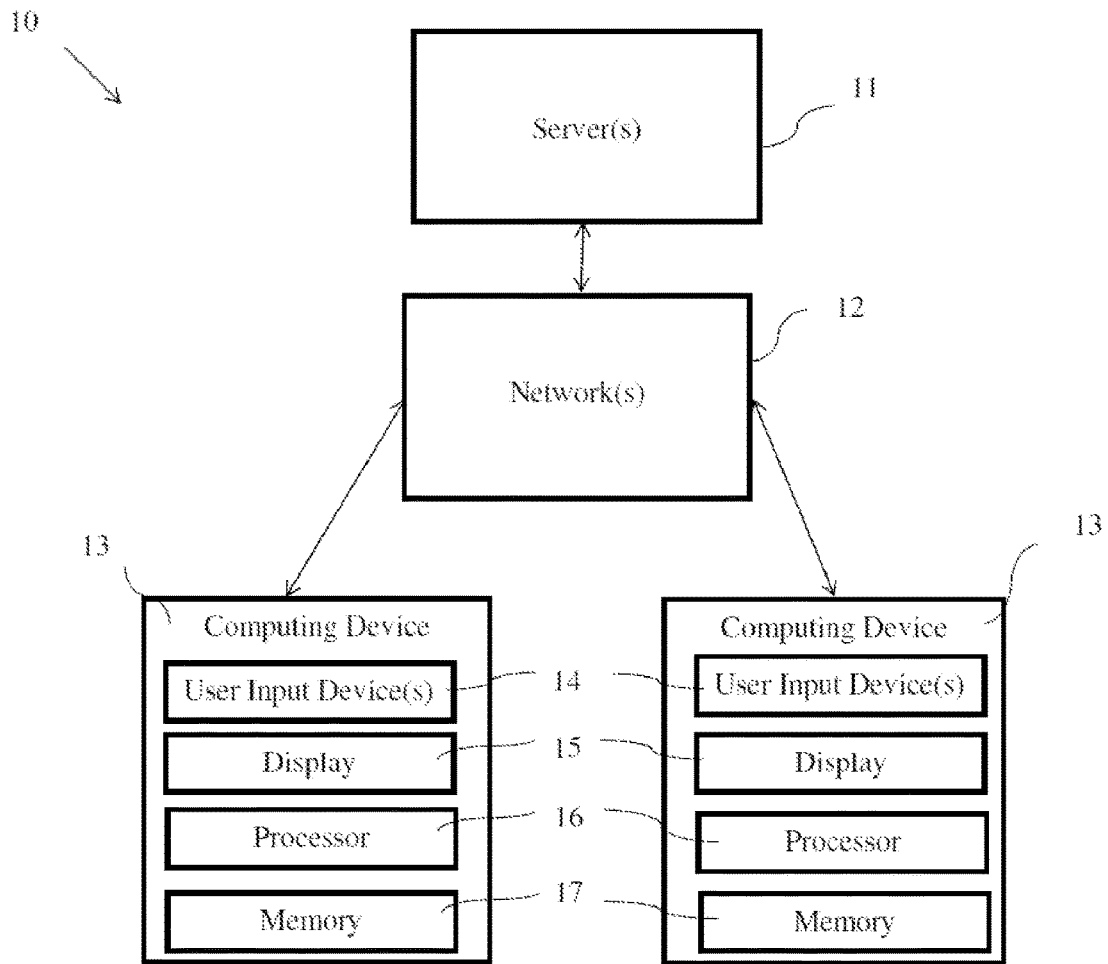 10
Server(s)
11
12
Network(s)
13
13
Computing Device
Computing Device
User Input Device(s)
14
User Input Device(s)
Display
15
Display
Processor
16
Processor
Memory
17
Memory